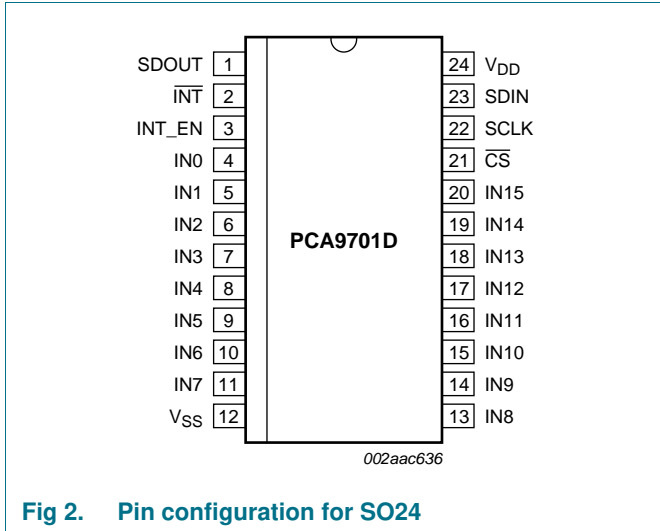 SDOUT 1 24 VDD
INT 2 23 SDIN
INT_EN 3 22 SCLK
IN0 4 21 CS
IN1 5 20 IN15
IN2 6 19 IN14
PCA9701D
IN3 7 18 IN13
IN4 8 17 IN12
IN5 9 16 IN11
IN6 10 15 IN10
IN7 11 14 IN9
VSS 12 13 IN8
002aac636
Fig 2. Pin configuration for SO24